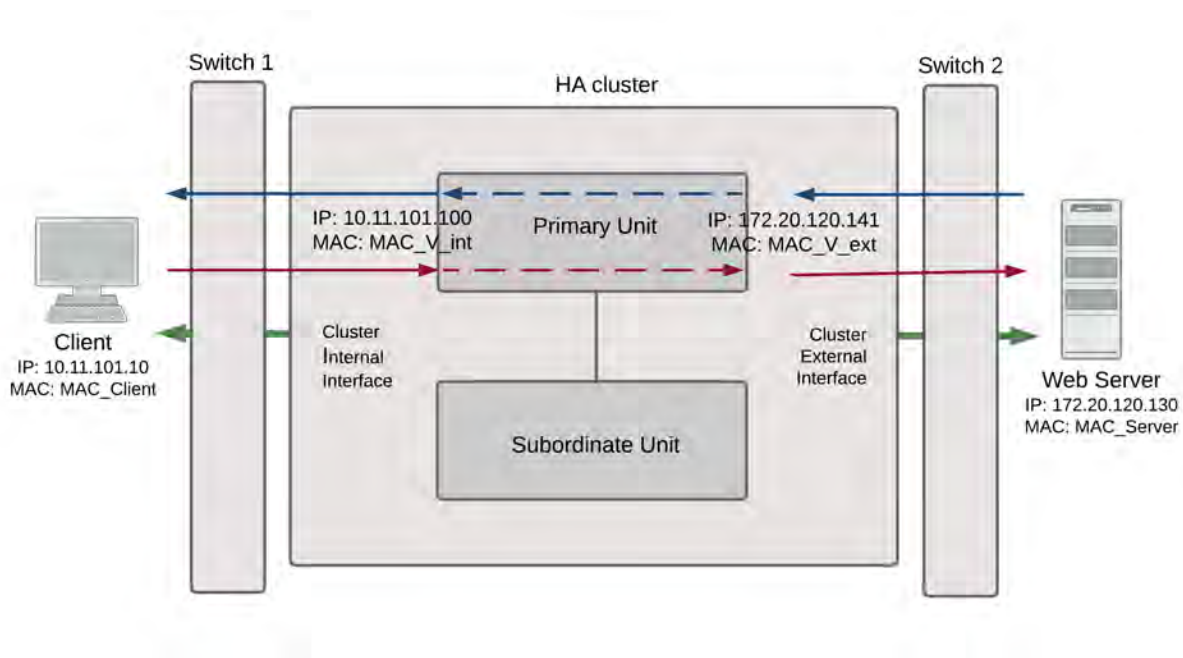 Switch 1
Switch 2
HA cluster
IP: 10.11.101.100
MAC: MAC_V_int
Primary Unit
IP: 172.20.120.141
MAC: MAC_V_ext
Client
IP: 10.11.101.10
MAC: MAC_Client
Cluster
Internal
Interface
Cluster
External
Interface
Web Server
IP: 172.20.120.130
MAC: MAC_Server
Subordinate Unit